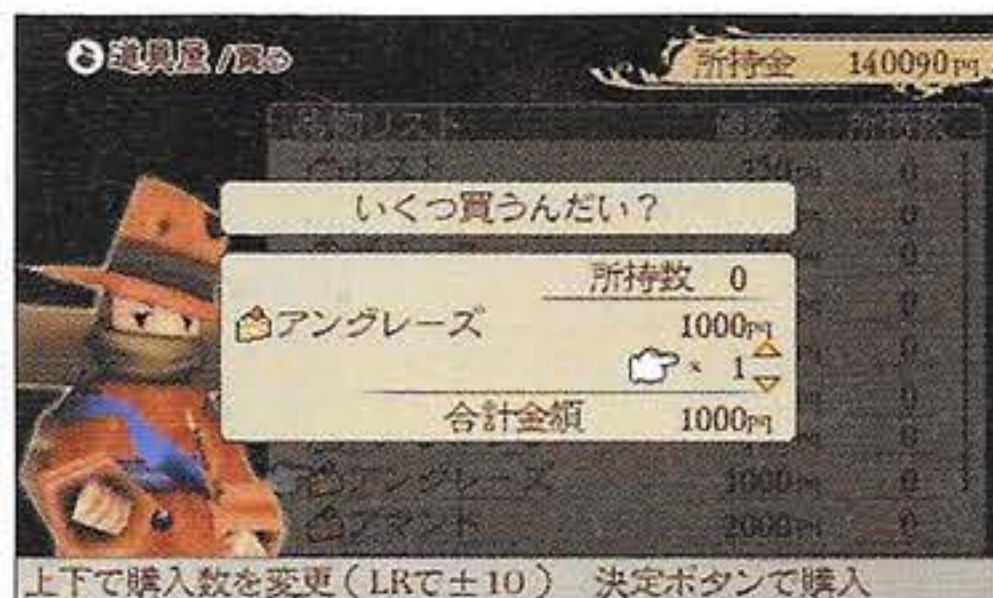 道具屋 /買う
所持金 140090pq
いくつ買うんだい？
所持数 0
アングレーズ 1000pq
× 1
合計金額 1000pq
アングレーズ 1000pq 0
アマンド 2000pq 0
上下で購入数を変更(LRで±10) 決定ボタンで購入